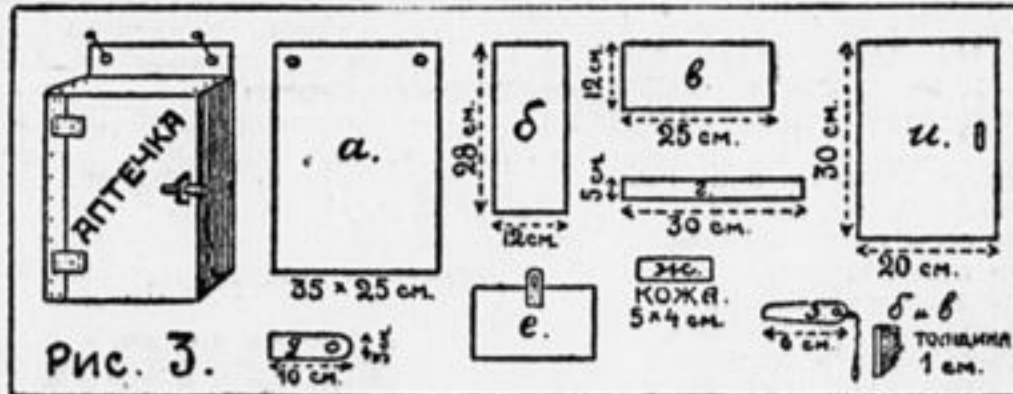 АПТЕЧКА
Рис. 3.
а.
35 × 25 см.
б
28 см.
12 см.
в
12 см
25 см.
г.
5 см
30 см.
и.
30 см.
20 см.
е.
ж.
КОЖА.
5 × 4 см.
10 см.
6 см.
б и в
толщина
1 см.